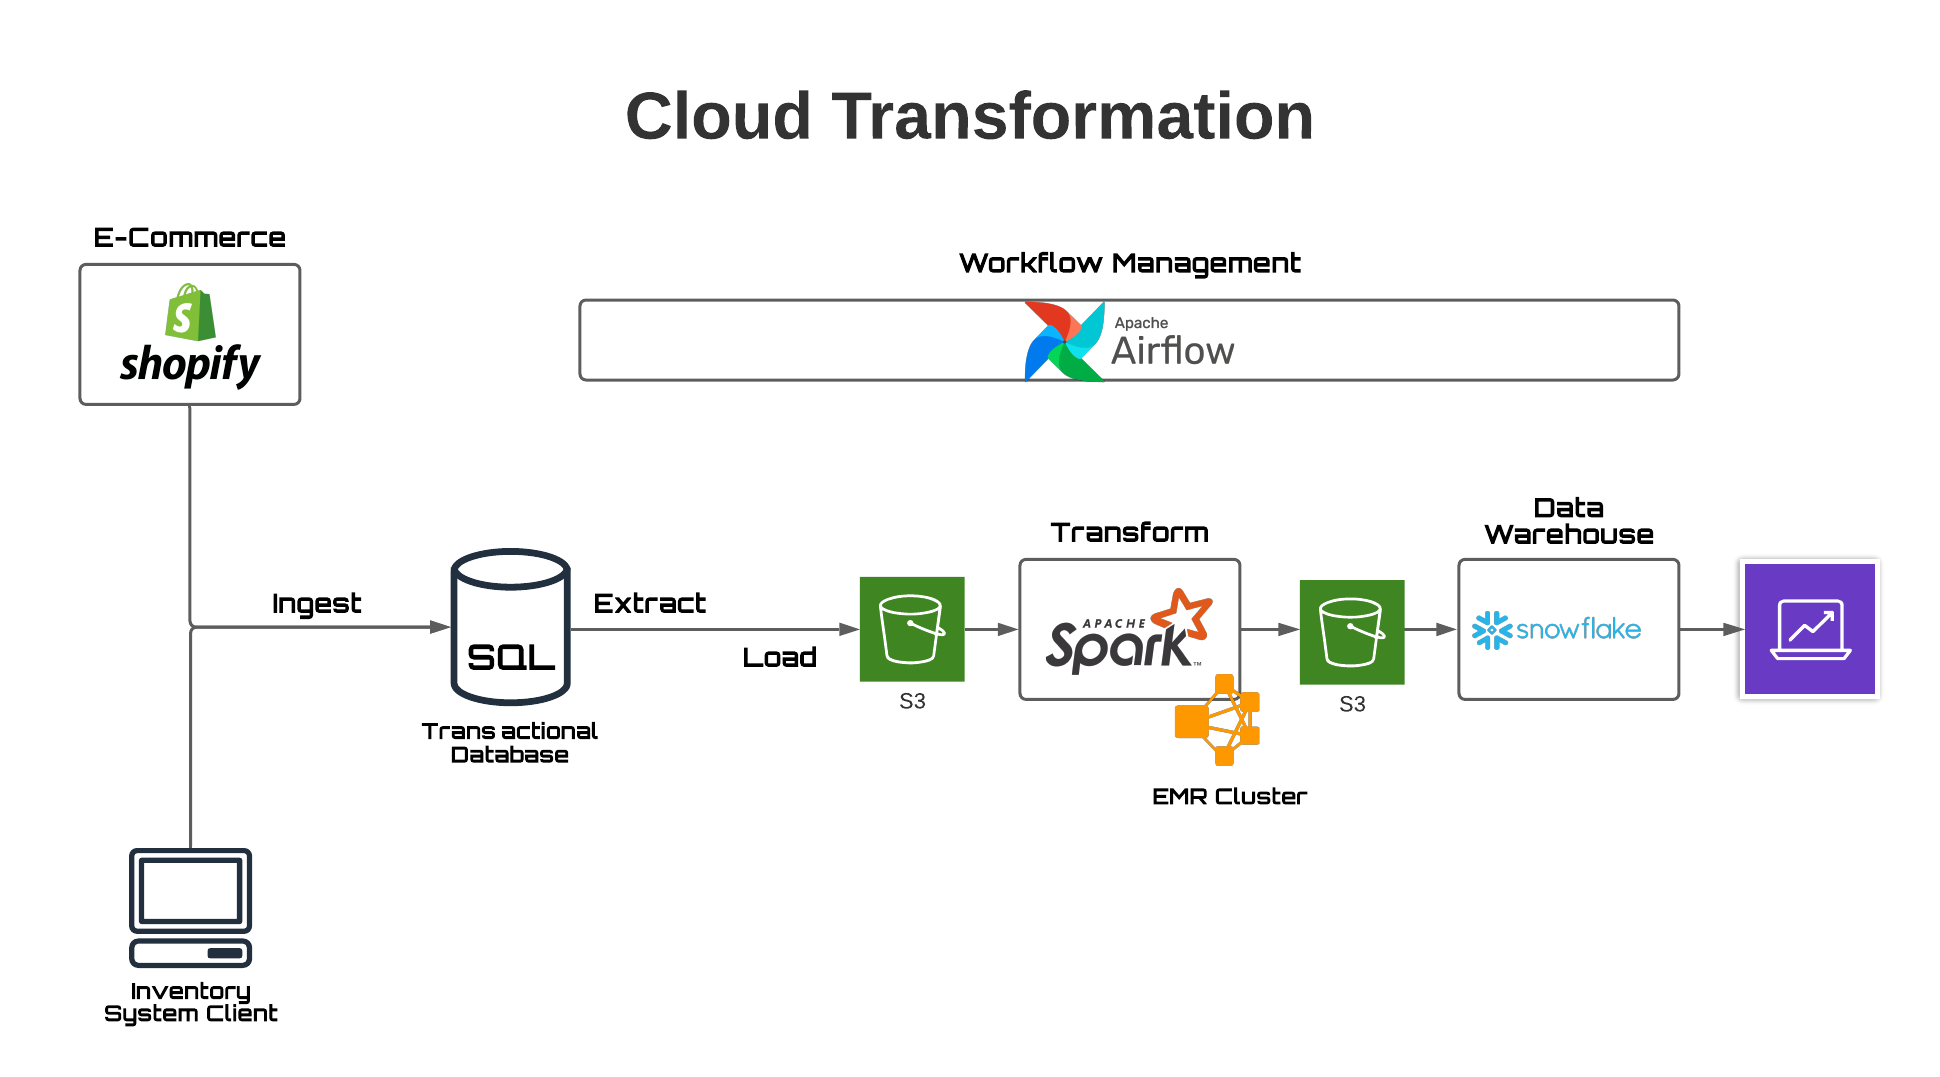 Cloud Transformation
E-Commerce
S
shopify
Workflow Management
Apache
Airflow
Ingest
SQL
Trans actional
Database
Extract
Load
S3
Transform
APACHE
Spark™
EMR Cluster
S3
Data
Warehouse
snowflake
Inventory
System Client